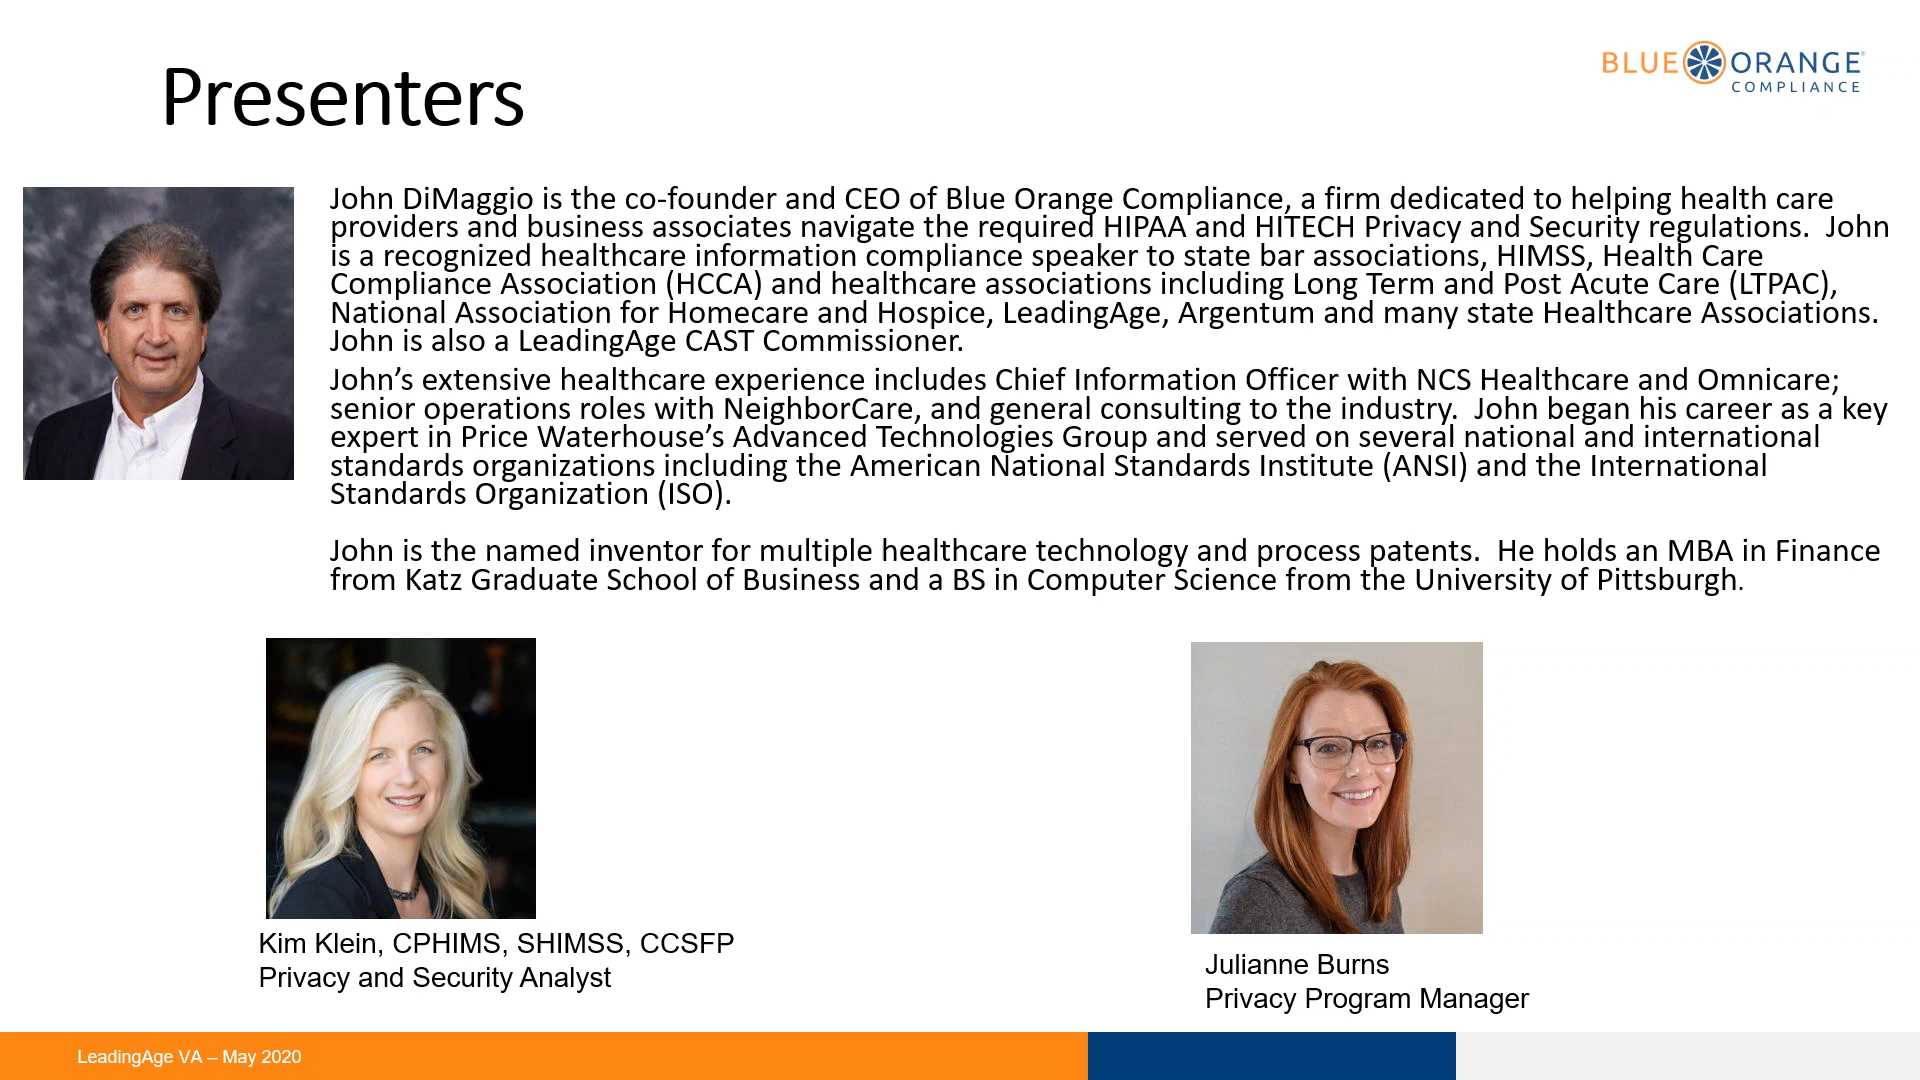 Presenters
BLUE ORANGE
COMPLIANCE
John DiMaggio is the co-founder and CEO of Blue Orange Compliance, a firm dedicated to helping health care
providers and business associates navigate the required HIPAA and HITECH Privacy and Security regulations.  John
is a recognized healthcare information compliance speaker to state bar associations, HIMSS, Health Care
Compliance Association (HCCA) and healthcare associations including Long Term and Post Acute Care (LTPAC),
National Association for Homecare and Hospice, LeadingAge, Argentum and many state Healthcare Associations.
John is also a LeadingAge CAST Commissioner.
John’s extensive healthcare experience includes Chief Information Officer with NCS Healthcare and Omnicare;
senior operations roles with NeighborCare, and general consulting to the industry.  John began his career as a key
expert in Price Waterhouse’s Advanced Technologies Group and served on several national and international
standards organizations including the American National Standards Institute (ANSI) and the International
Standards Organization (ISO).
John is the named inventor for multiple healthcare technology and process patents.  He holds an MBA in Finance
from Katz Graduate School of Business and a BS in Computer Science from the University of Pittsburgh.
Kim Klein, CPHIMS, SHIMSS, CCSFP
Privacy and Security Analyst
Julianne Burns
Privacy Program Manager
LeadingAge VA – May 2020